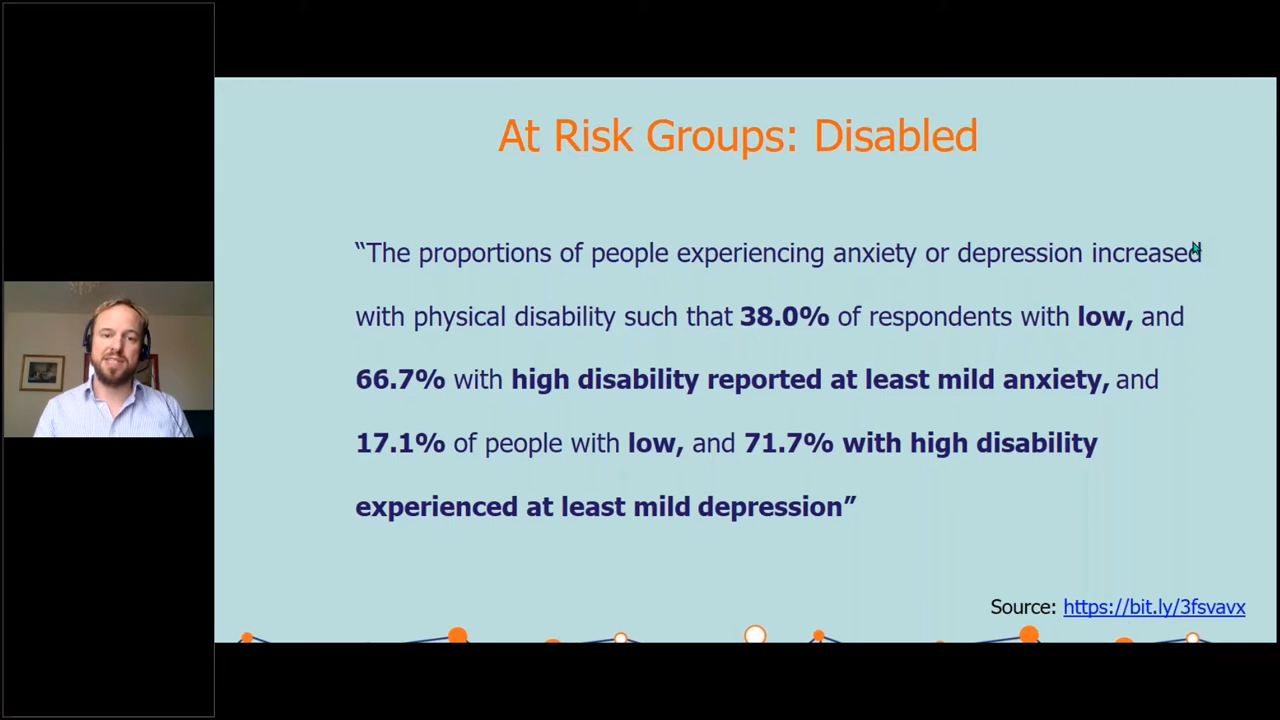 At Risk Groups: Disabled
“The proportions of people experiencing anxiety or depression increased
with physical disability such that 38.0% of respondents with low, and
66.7% with high disability reported at least mild anxiety, and
17.1% of people with low, and 71.7% with high disability
experienced at least mild depression”
Source: https://bit.ly/3fsvavx